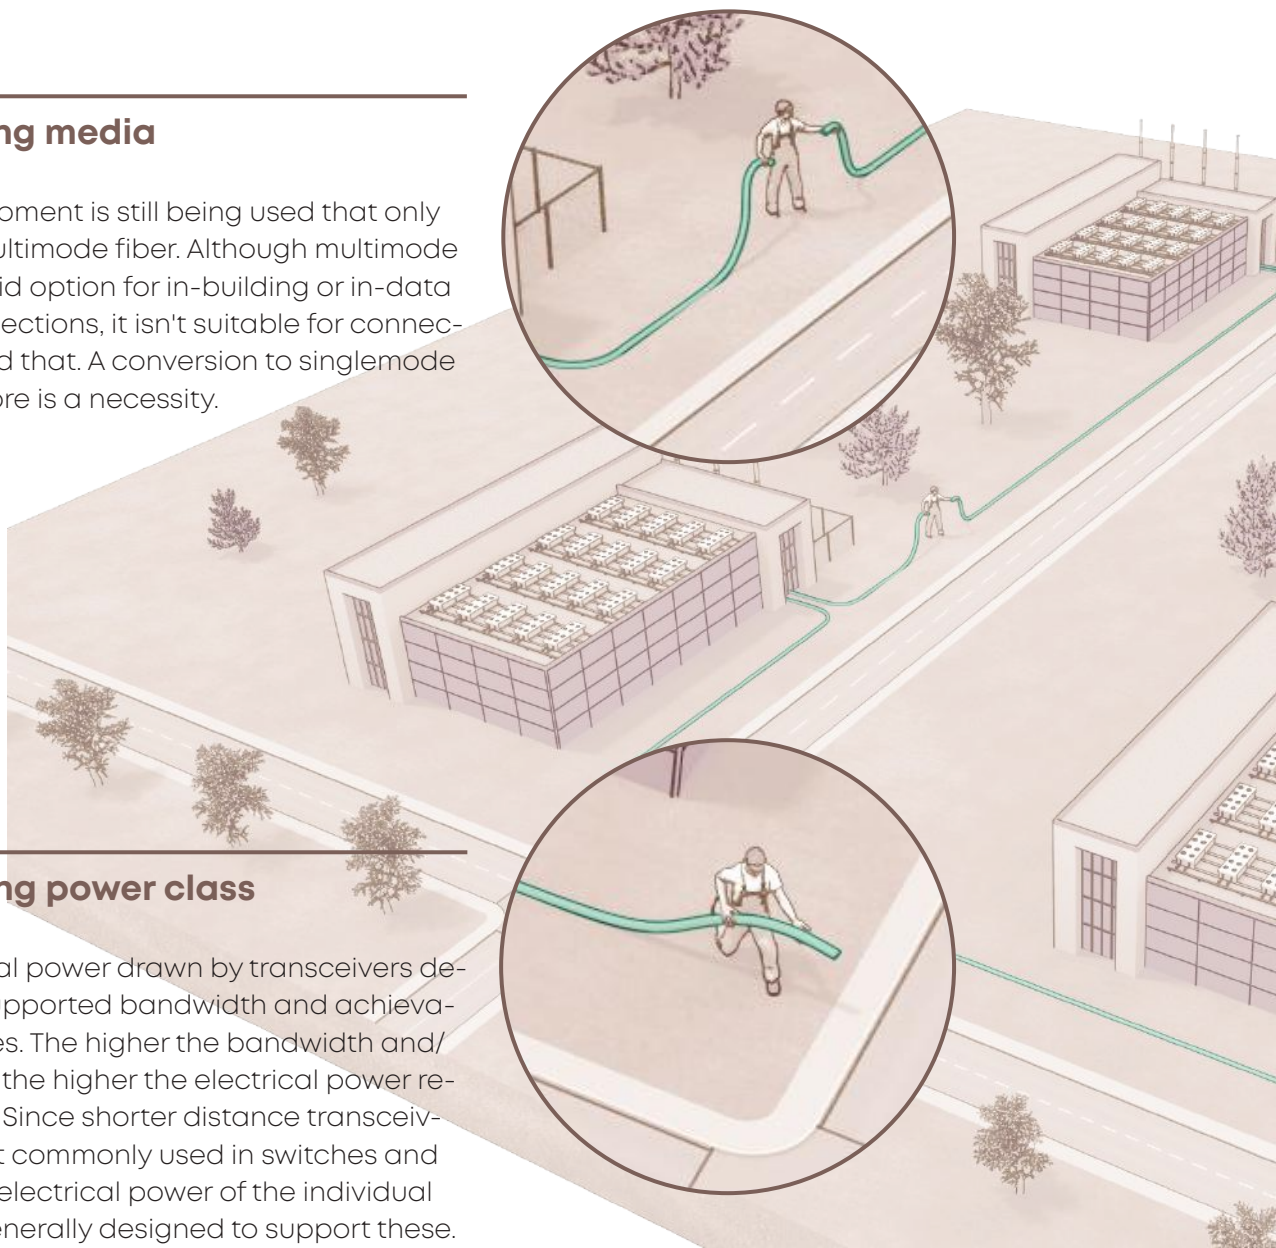 ng media
oment is still being used that only
ultimode fiber. Although multimode
id option for in-building or in-data
ections, it isn't suitable for connec-
d that. A conversion to singlemode
ore is a necessity.
ng power class
al power drawn by transceivers de-
upported bandwidth and achieva-
es. The higher the bandwidth and/
the higher the electrical power re-
Since shorter distance transceiv-
t commonly used in switches and
electrical power of the individual
enerally designed to support these.